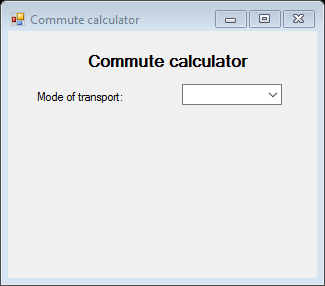 Commute calculator
Commute calculator
Mode of transport: